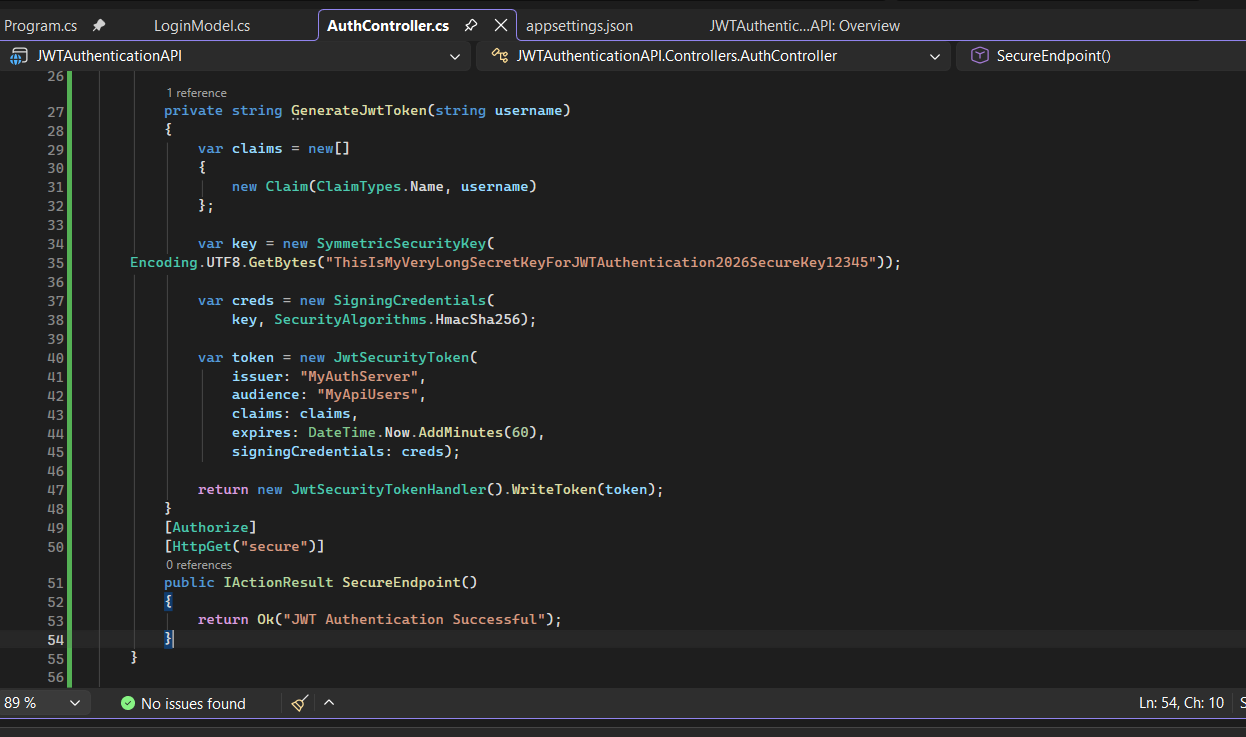 Program.cs LoginModel.cs AuthController.cs appsettings.json JWTAuthentic...API: Overview
JWTAuthenticationAPI JWTAuthenticationAPI.Controllers.AuthController SecureEndpoint()
26
1 reference
27 private string GenerateJwtToken(string username)
28 {
29 var claims = new[]
30 {
31 new Claim(ClaimTypes.Name, username)
32 };
33
34 var key = new SymmetricSecurityKey(
35 Encoding.UTF8.GetBytes("ThisIsMyVeryLongSecretKeyForJWTAuthentication2026SecureKey12345"));
36
37 var creds = new SigningCredentials(
38 key, SecurityAlgorithms.HmacSha256);
39
40 var token = new JwtSecurityToken(
41 issuer: "MyAuthServer",
42 audience: "MyApiUsers",
43 claims: claims,
44 expires: DateTime.Now.AddMinutes(60),
45 signingCredentials: creds);
46
47 return new JwtSecurityTokenHandler().WriteToken(token);
48 }
49 [Authorize]
50 [HttpGet("secure")]
0 references
51 public IActionResult SecureEndpoint()
52 {
53 return Ok("JWT Authentication Successful");
54 }
55 }
56
89 % No issues found Ln: 54, Ch: 10